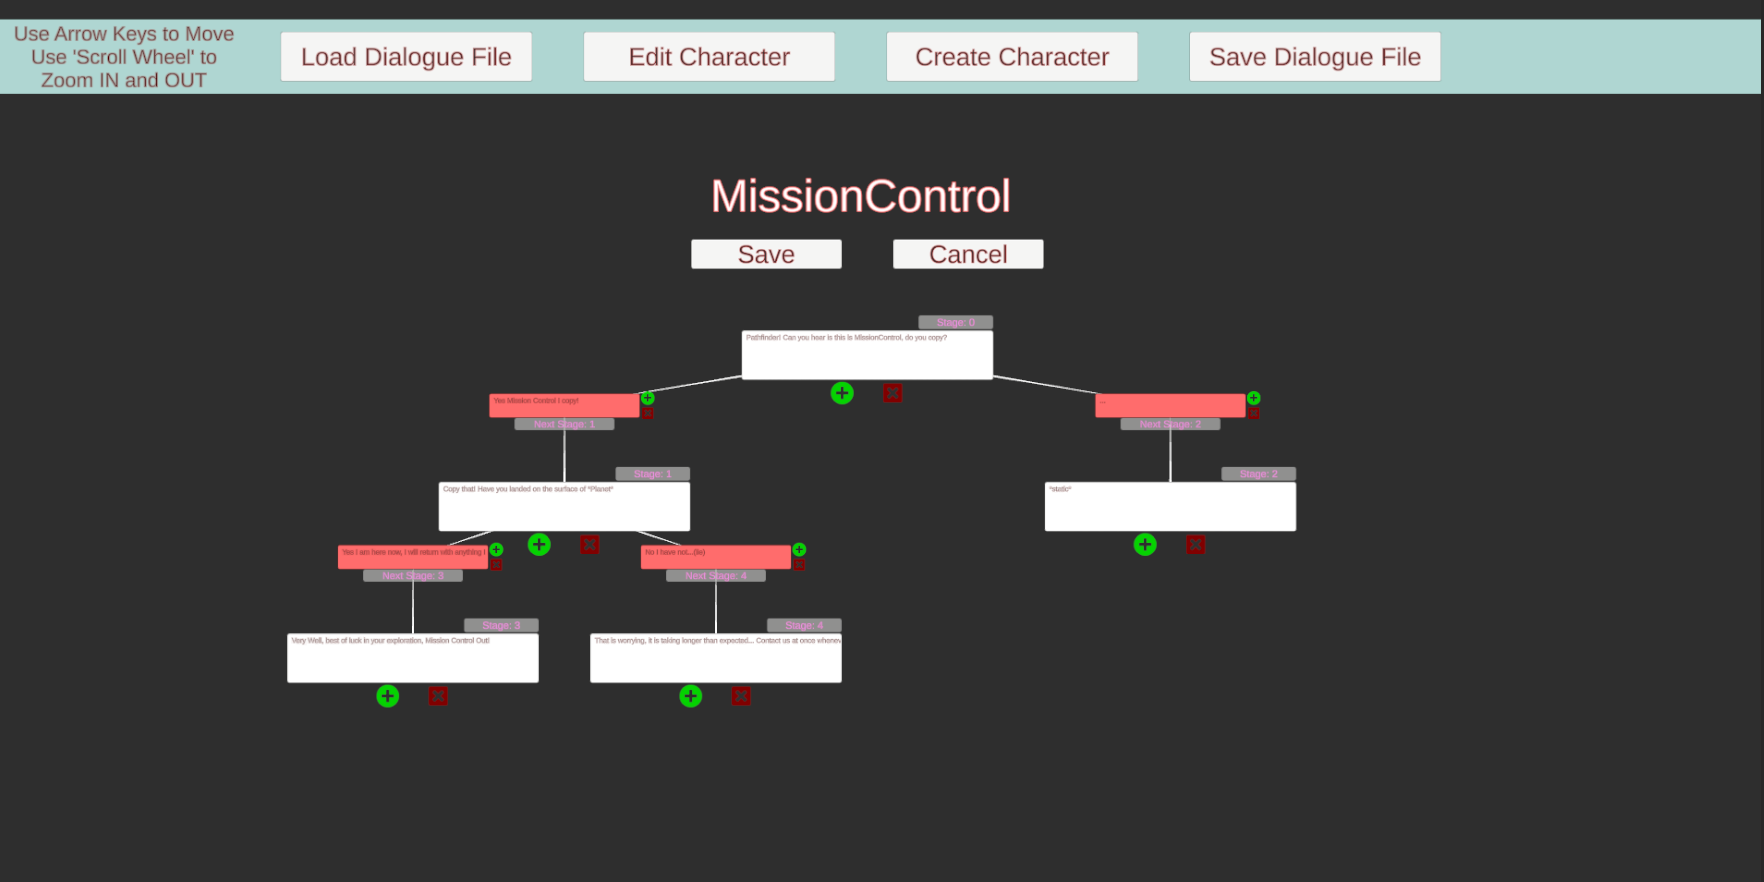 Use Arrow Keys to Move
Use 'Scroll Wheel' to
Zoom IN and OUT
Load Dialogue File
Edit Character
Create Character
Save Dialogue File
MissionControl
Save
Cancel
Stage: 0
Pathfinder! Can you hear is this is MissionControl, do you copy?
Yes Mission Control I copy!
...
Next Stage: 1
Next Stage: 2
Stage: 1
Stage: 2
Copy that! Have you landed on the surface of *Planet*
*static*
Yes I am here now, I will return with anything I
No I have not...(lie)
Next Stage: 3
Next Stage: 4
Stage: 3
Stage: 4
Very Well, best of luck in your exploration, Mission Control Out!
That is worrying, it is taking longer than expected... Contact us at once whenev